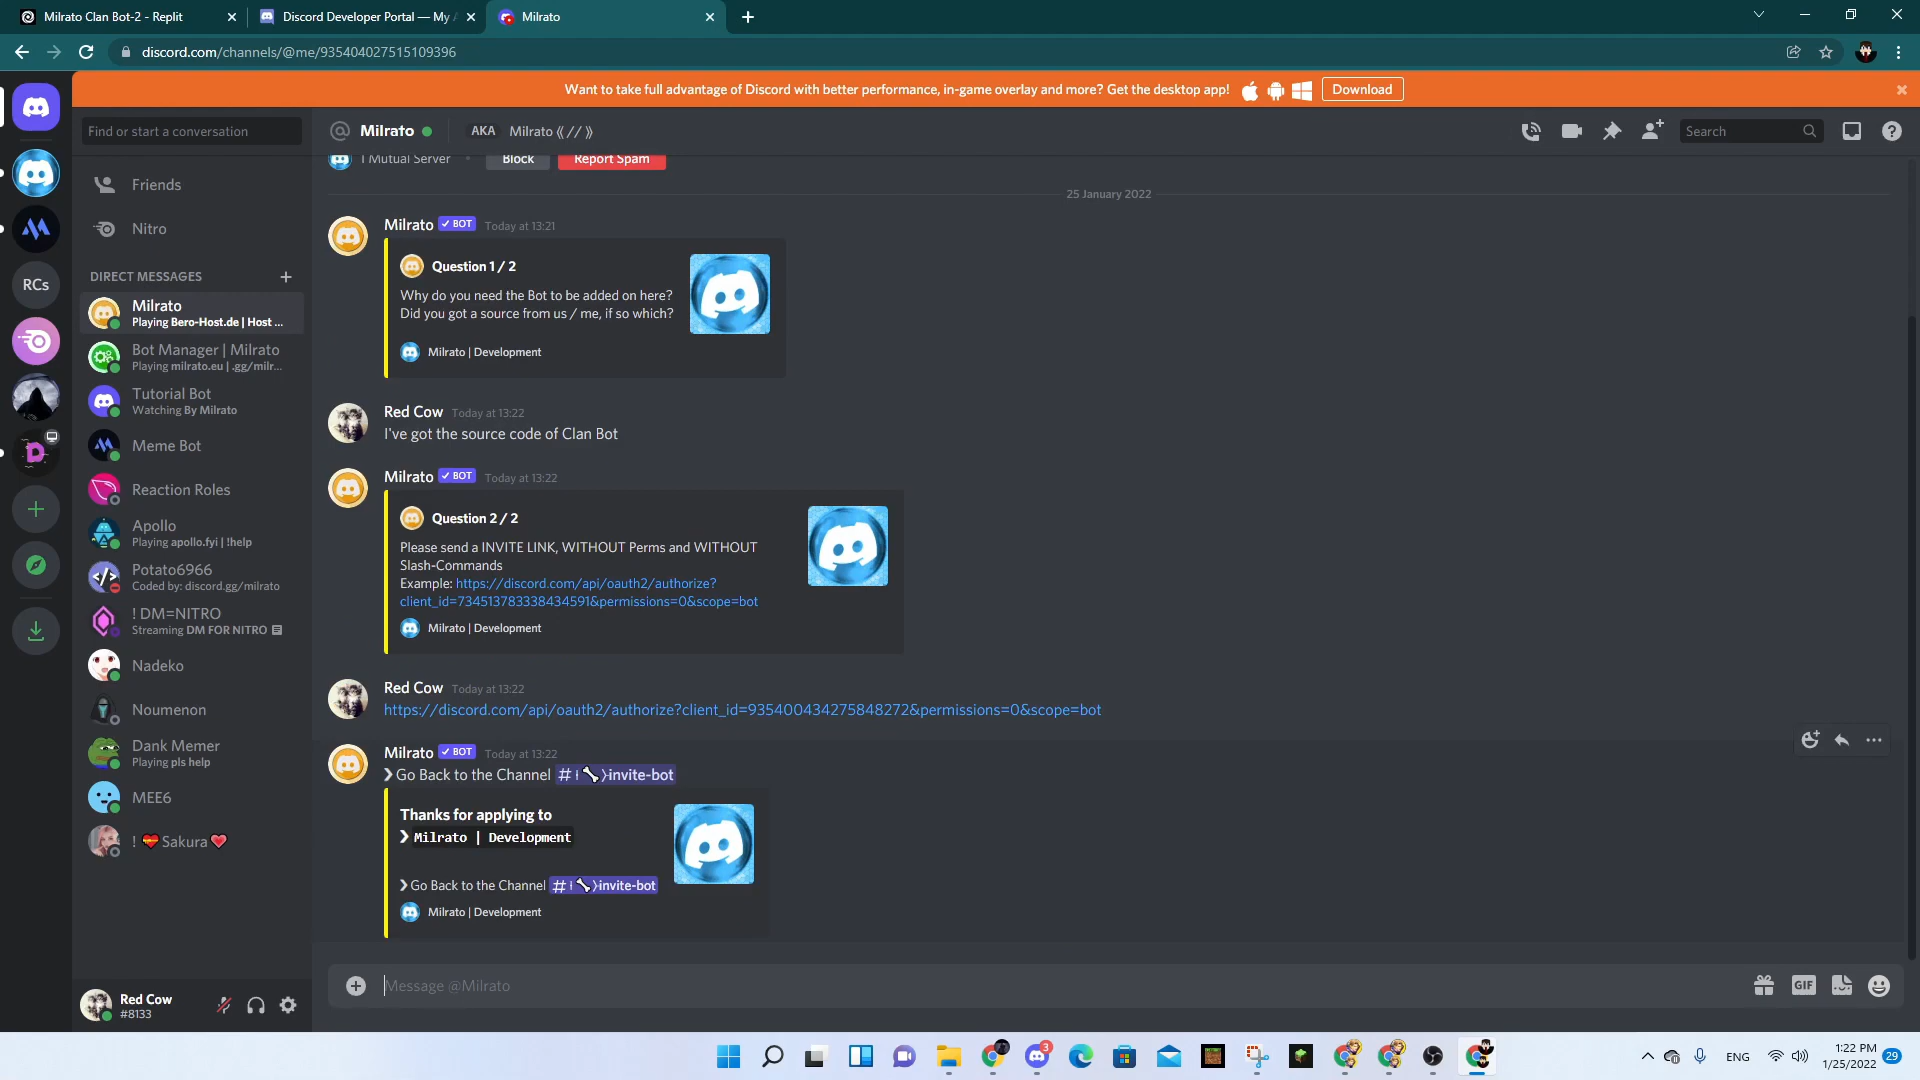 Milrato Clan Bot-2 - Replit
Discord Developer Portal — My A
Milrato
discord.com/channels/@me/935404027515109396
Want to take full advantage of Discord with better performance, in-game overlay and more? Get the desktop app!
Download
Find or start a conversation
Milrato
AKA Milrato《 // 》
Search
1 Mutual Server
Block
Report Spam
Friends
Nitro
RCs
DIRECT MESSAGES
Milrato
Playing Bero-Host.de | Host ...
Bot Manager | Milrato
Playing milrato.eu | .gg/milr...
Tutorial Bot
Watching By Milrato
Meme Bot
Reaction Roles
Apollo
Playing apollo.fyi | !help
Potato6966
Coded by: discord.gg/milrato
! DM=NITRO
Streaming DM FOR NITRO
Nadeko
Noumenon
Dank Memer
Playing pls help
MEE6
! 💝 Sakura ❤️
Red Cow
#8133
25 January 2022
Milrato ✓ BOT Today at 13:21
Question 1 / 2
Why do you need the Bot to be added on here?
Did you got a source from us / me, if so which?
Milrato | Development
Red Cow Today at 13:22
I've got the source code of Clan Bot
Milrato ✓ BOT Today at 13:22
Question 2 / 2
Please send a INVITE LINK, WITHOUT Perms and WITHOUT
Slash-Commands
Example: https://discord.com/api/oauth2/authorize?
client_id=734513783338434591&permissions=0&scope=bot
Milrato | Development
Red Cow Today at 13:22
https://discord.com/api/oauth2/authorize?client_id=935400434275848272&permissions=0&scope=bot
Milrato ✓ BOT Today at 13:22
❯ Go Back to the Channel #⁞🦴}invite-bot
Thanks for applying to
❯ Milrato | Development
❯ Go Back to the Channel #⁞🦴}invite-bot
Milrato | Development
Message @Milrato
GIF
3
ENG
1:22 PM
1/25/2022
29